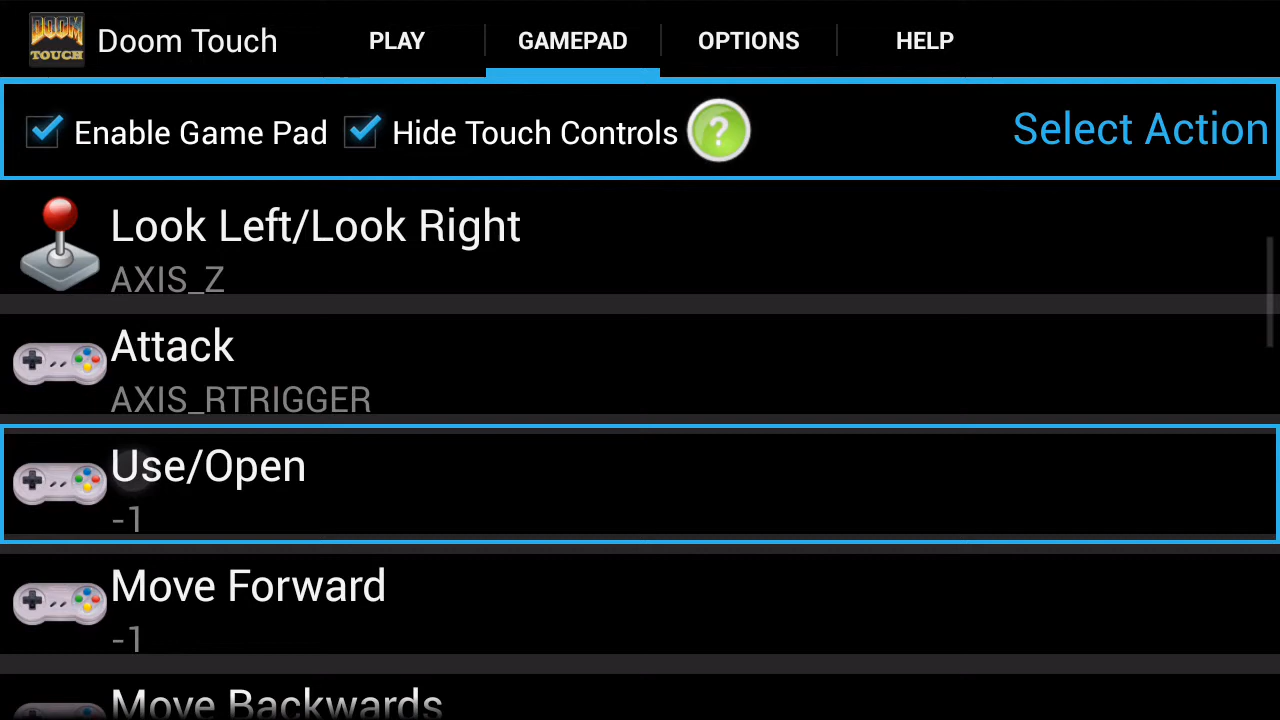 DOOM
TOUCH
Doom Touch
PLAY
GAMEPAD
OPTIONS
HELP
Enable Game Pad
Hide Touch Controls
?
Select Action
Look Left/Look Right
AXIS_Z
Attack
AXIS_RTRIGGER
Use/Open
-1
Move Forward
-1
Move Backwards